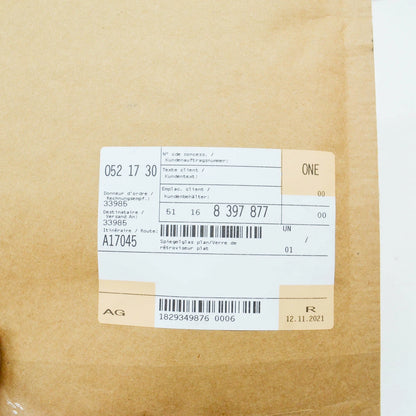 052 17 30
N° cde concess. /
Kundenauftragsnummer:
ONE
Texte client /
Kundentext:
Donneur d'ordre /
Rechnungsempf.:
33985
Emplac. client /
Kundenbehälter:
00
Destinataire /
Versand An:
33985
51 16 8 397 877
00
Itinéraire / Route:
A17045
UN /
01
Spiegelglas plan/Verre de
rétroviseur plat
AG
1829349876 0006
R
12.11.2021